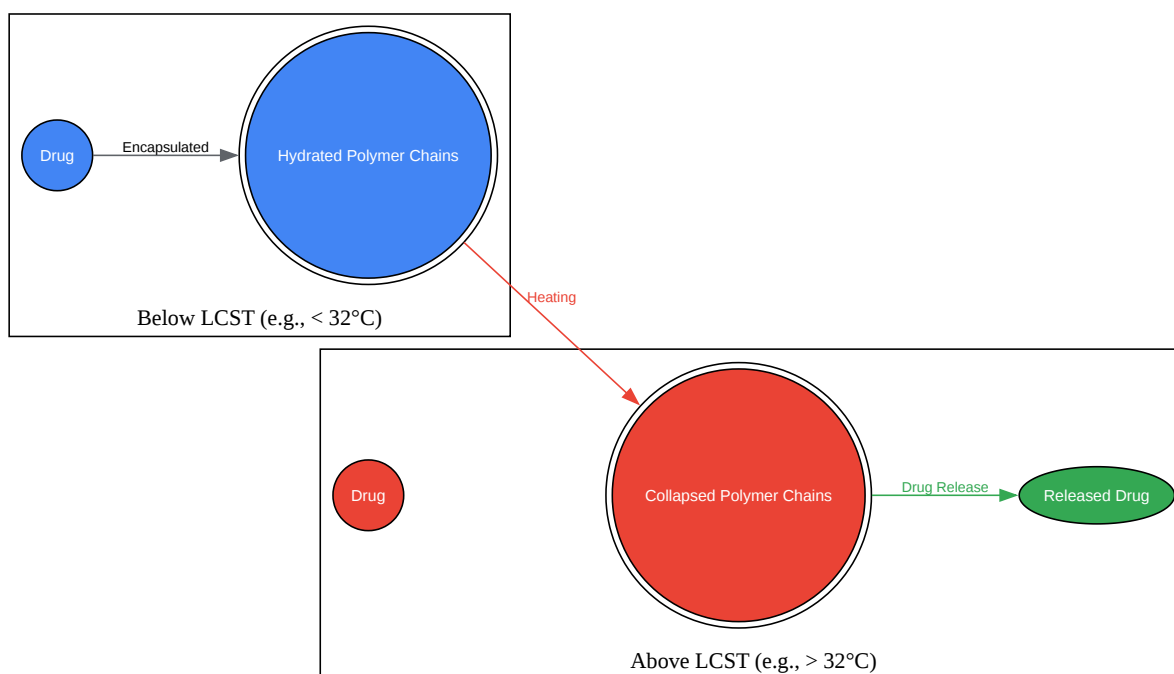 Drug
Encapsulated
Hydrated Polymer Chains
Below LCST (e.g., < 32°C)
Heating
Drug
Collapsed Polymer Chains
Drug Release
Released Drug
Above LCST (e.g., > 32°C)